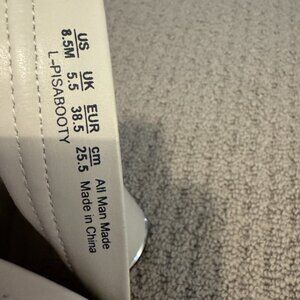 US UK EUR cm All Man Made
8.5M 5.5 38.5 25.5 Made in China
L-PISABOOTY